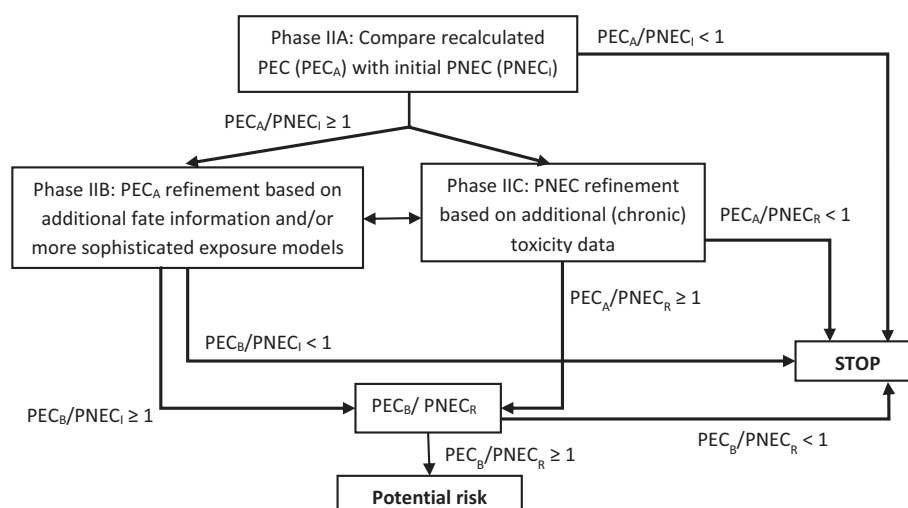 Phase IIA: Compare recalculated
PEC (PECA) with initial PNEC (PNECI)
PECA/PNECI < 1
PECA/PNECI ≥ 1
Phase IIB: PECA refinement based on
additional fate information and/or
more sophisticated exposure models
Phase IIC: PNEC refinement
based on additional (chronic)
toxicity data
PECA/PNECR < 1
PECA/PNECR ≥ 1
PECB/PNECI < 1
STOP
PECB/PNECI ≥ 1
PECB/ PNECR
PECB/PNECR < 1
PECB/PNECR ≥ 1
Potential risk